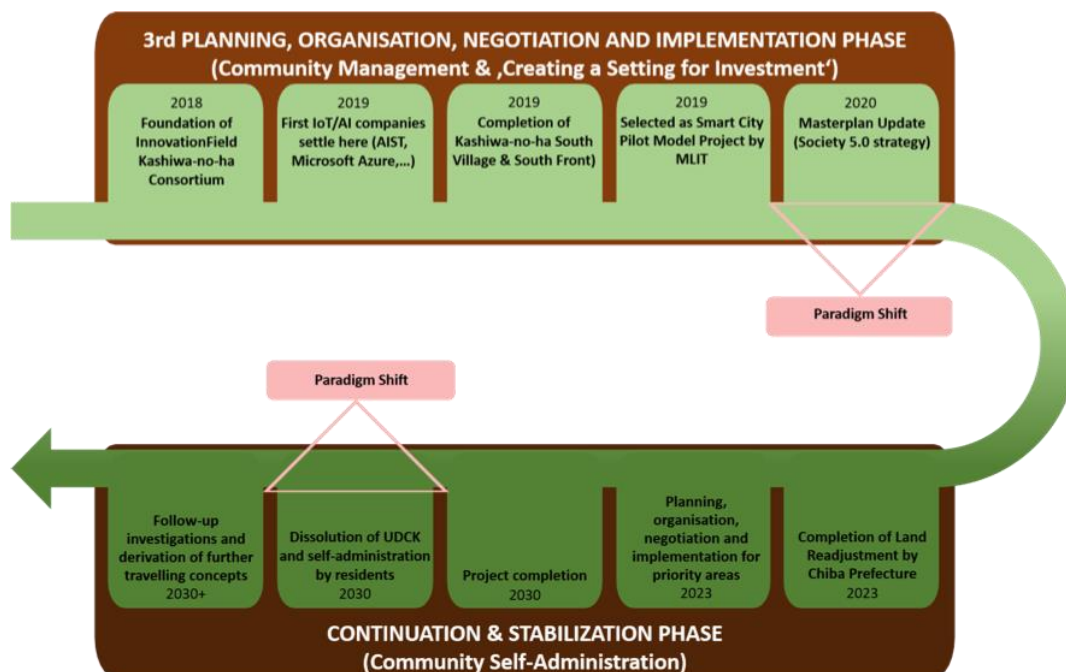 3rd PLANNING, ORGANISATION, NEGOTIATION AND IMPLEMENTATION PHASE
(Community Management & ‚Creating a Setting for Investment‘)
2018
Foundation of
InnovationField
Kashiwa-no-ha
Consortium
2019
First IoT/AI companies
settle here (AIST,
Microsoft Azure,…)
2019
Completion of
Kashiwa-no-ha South
Village & South Front)
2019
Selected as Smart City
Pilot Model Project by
MLIT
2020
Masterplan Update
(Society 5.0 strategy)
Paradigm Shift
Paradigm Shift
Follow-up
investigations and
derivation of further
travelling concepts
2030+
Dissolution of UDCK
and self-administration
by residents
2030
Project completion
2030
Planning,
organisation,
negotiation and
implementation for
priority areas
2023
Completion of Land
Readjustment by
Chiba Prefecture
2023
CONTINUATION & STABILIZATION PHASE
(Community Self-Administration)